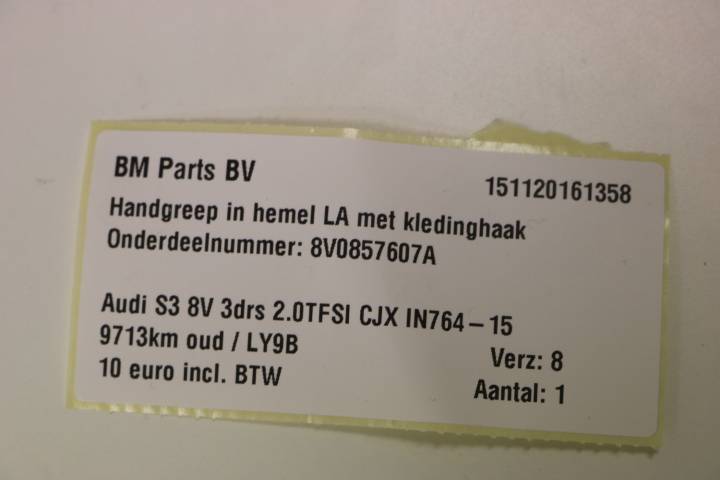 BM Parts BV 151120161358
Handgreep in hemel LA met kledinghaak
Onderdeelnummer: 8V0857607A
Audi S3 8V 3drs 2.0TFSI CJX IN764-15
9713km oud / LY9B Verz: 8
10 euro incl. BTW Aantal: 1